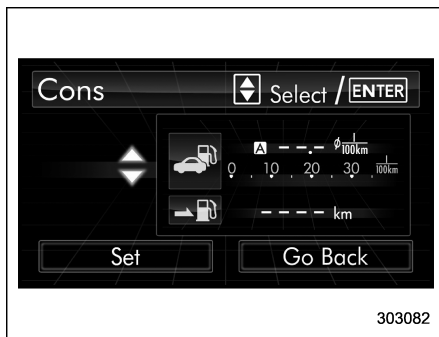 Cons Select / ENTER
A --.- ø l/100km
0 10 20 30 l/100km
---- km
Set Go Back
303082